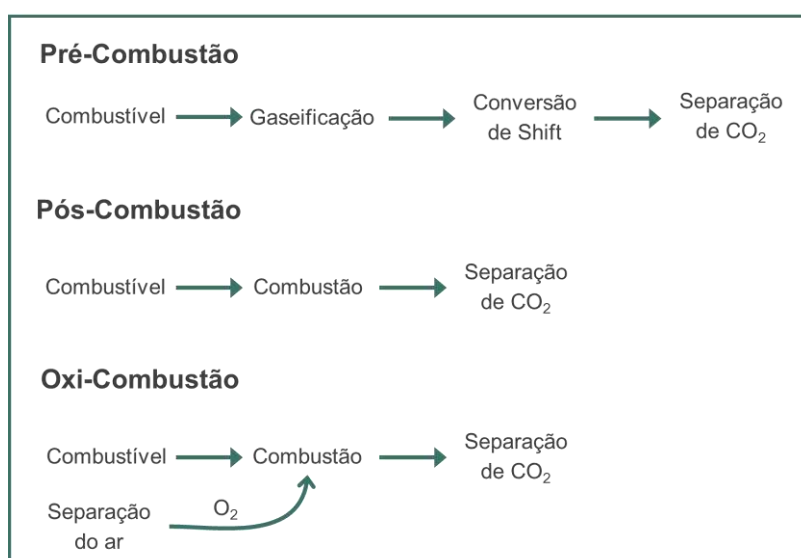 Pré-Combustão
Combustível
Gaseificação
Conversão
de Shift
Separação
de CO₂
Pós-Combustão
Combustível
Combustão
Separação
de CO₂
Oxi-Combustão
Combustível
Combustão
Separação
de CO₂
Separação
do ar
O₂